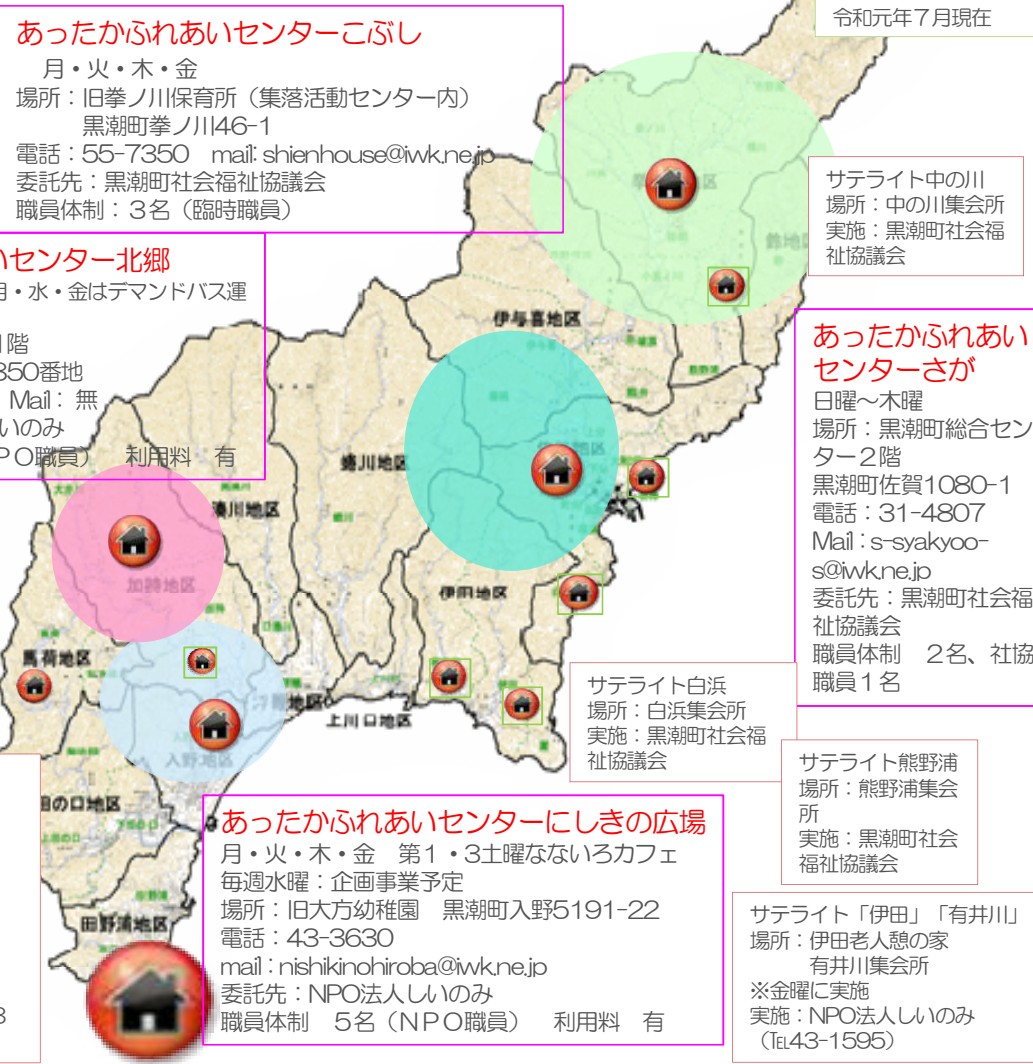 令和元年７月現在
あったかふれあいセンターこぶし
月・火・木・金
場所：旧拳ノ川保育所（集落活動センター内）
黒潮町拳ノ川46-1
電話：55-7350　mail: shienhouse@iwk.ne.jp
委託先：黒潮町社会福祉協議会
職員体制：３名（臨時職員）
サテライト中の川
場所：中の川集会所
実施：黒潮町社会福
祉協議会
いセンター北郷
月・水・金はデマンドバス運
階
850番地
Mail： 無
いのみ
ＰＯ職員）　利用料　有
あったかふれあい
センターさが
日曜～木曜
場所：黒潮町総合セン
ター２階
黒潮町佐賀1080-1
電話：31-4807
Mail：s-syakyoo-
s@iwk.ne.jp
委託先：黒潮町社会福
祉協議会
職員体制　２名、社協
職員１名
鈴地区
伊与喜地区
蜷川地区
湊川地区
加持地区
伊田地区
馬荷地区
上川口地区
入野地区
田の口地区
田野浦地区
サテライト白浜
場所：白浜集会所
実施：黒潮町社会福
祉協議会
サテライト熊野浦
場所：熊野浦集会
所
実施：黒潮町社会
福祉協議会
あったかふれあいセンターにしきの広場
月・火・木・金　第１・３土曜なないろカフェ
毎週水曜：企画事業予定
場所：旧大方幼稚園　黒潮町入野5191-22
電話：43-3630
mail：nishikinohiroba@iwk.ne.jp
委託先：NPO法人しいのみ
職員体制　５名（ＮＰＯ職員）　利用料　有
サテライト「伊田」「有井川」
場所：伊田老人憩の家
有井川集会所
※金曜に実施
実施：NPO法人しいのみ
（℡43-1595）